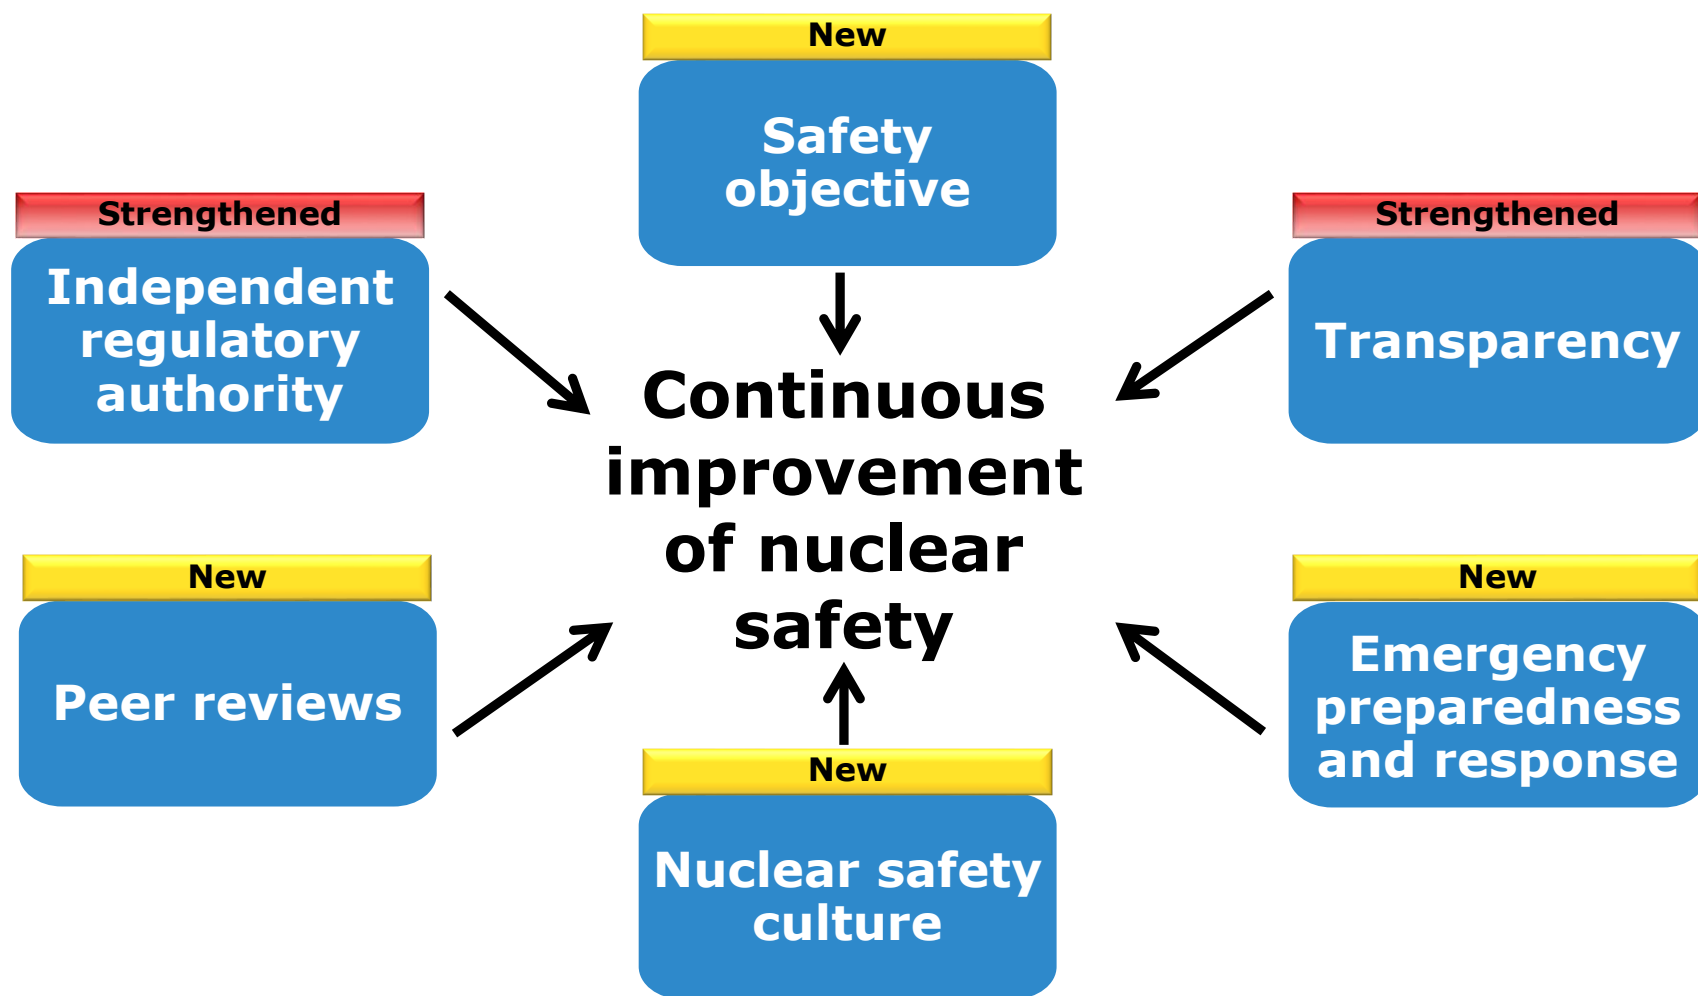 New
Safety
objective
Strengthened
Independent
regulatory
authority
Strengthened
Transparency
Continuous
improvement
of nuclear
safety
New
Peer reviews
New
Emergency
preparedness
and response
New
Nuclear safety
culture